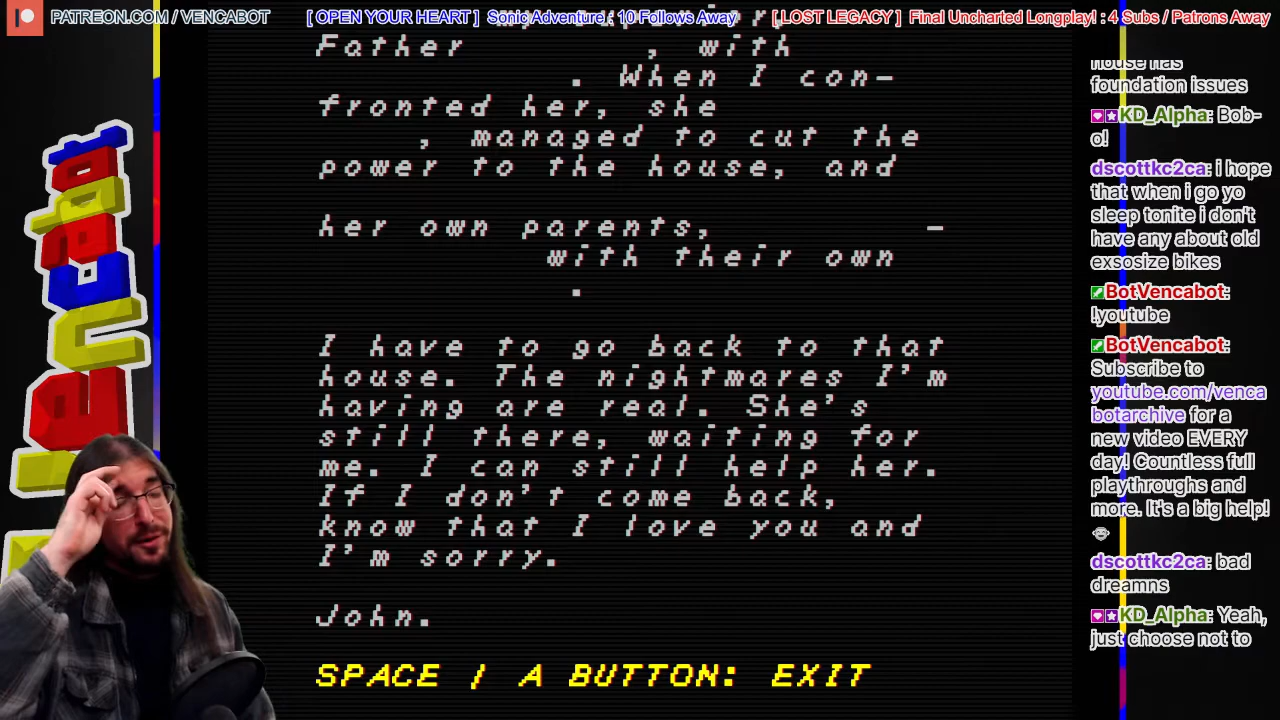 PATREON.COM / VENCABOT
[ OPEN YOUR HEART ] Sonic Adventure : 10 Follows Away
[ LOST LEGACY ] Final Uncharted Longplay! : 4 Subs / Patrons Away
Father , with
. When I con-
fronted her, she
, managed to cut the
power to the house, and
her own parents, -
with their own
.
I have to go back to that
house. The nightmares I'm
having are real. She's
still there, waiting for
me. I can still help her.
If I don't come back,
know that I love you and
I'm sorry.
John.
SPACE / A BUTTON: EXIT
house has
foundation issues
KD_Alpha: Bob-
o!
dscottkc2ca: i hope
that when i go yo
sleep tonite i don't
have any about old
exsosize bikes
BotVencabot:
!youtube
BotVencabot:
Subscribe to
youtube.com/venca
botarchive for a
new video EVERY
day! Countless full
playthroughs and
more. It's a big help!
dscottkc2ca: bad
dreamns
KD_Alpha: Yeah,
just choose not to